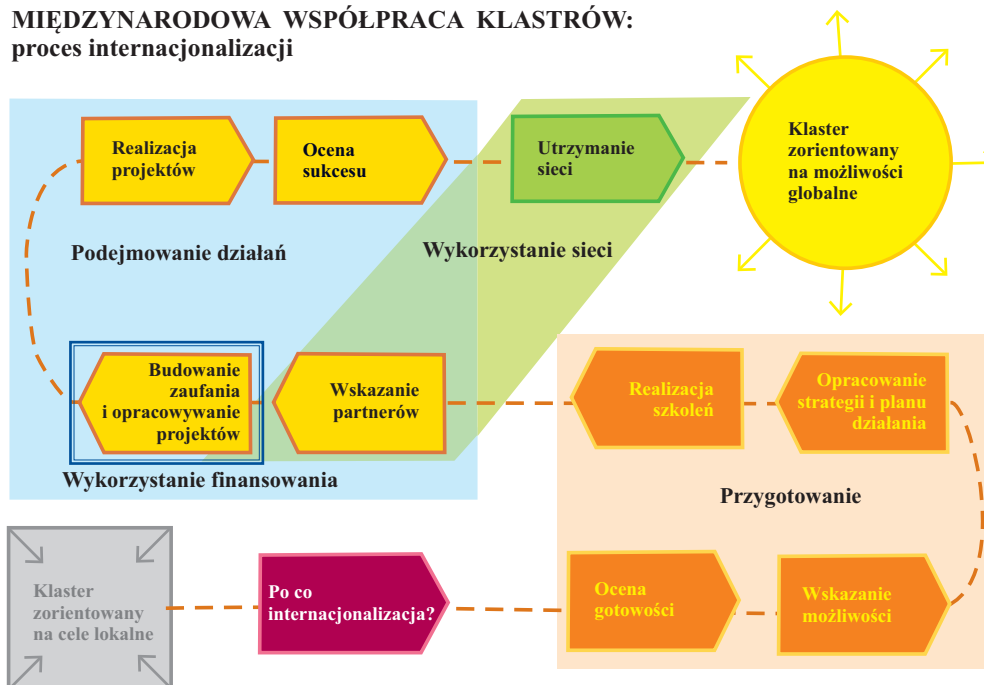 MIĘDZYNARODOWA WSPÓŁPRACA KLASTRÓW:
proces internacjonalizacji
Realizacja
projektów
Ocena
sukcesu
Utrzymanie
sieci
Klaster
zorientowany
na możliwości
globalne
Podejmowanie działań
Wykorzystanie sieci
Budowanie
zaufania
i opracowywanie
projektów
Wskazanie
partnerów
Realizacja
szkoleń
Opracowanie
strategii i planu
działania
Wykorzystanie finansowania
Przygotowanie
Klaster
zorientowany
na cele lokalne
Po co
internacjonalizacja?
Ocena
gotowości
Wskazanie
możliwości